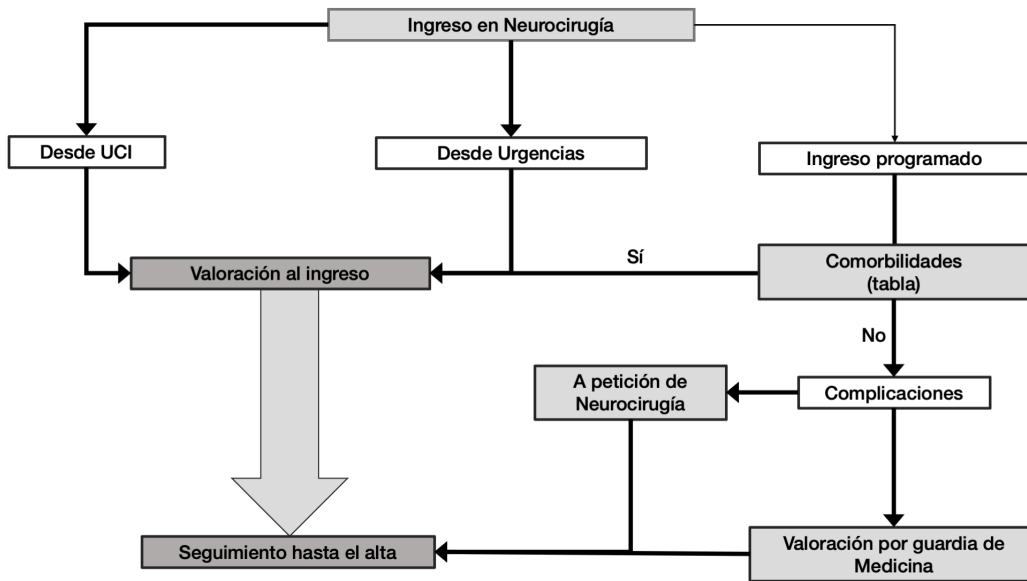 Ingreso en Neurocirugía
Desde UCI
Desde Urgencias
Ingreso programado
Valoración al ingreso
Sí
Comorbilidades
(tabla)
No
A petición de
Neurocirugía
Complicaciones
Seguimiento hasta el alta
Valoración por guardia de
Medicina